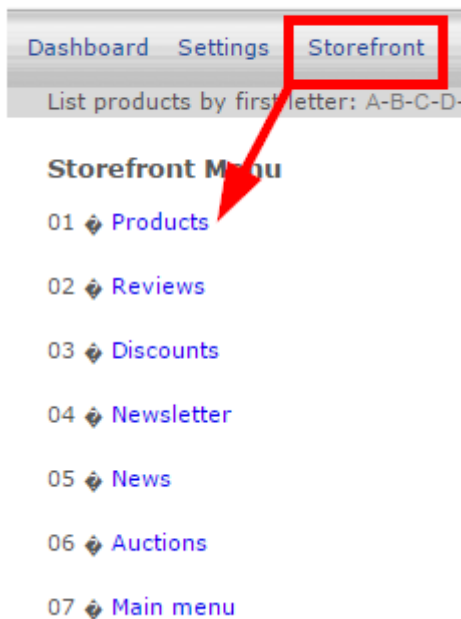 Dashboard Settings Storefront
List products by first letter: A-B-C-D-
Storefront Menu
01 � Products
02 � Reviews
03 � Discounts
04 � Newsletter
05 � News
06 � Auctions
07 � Main menu